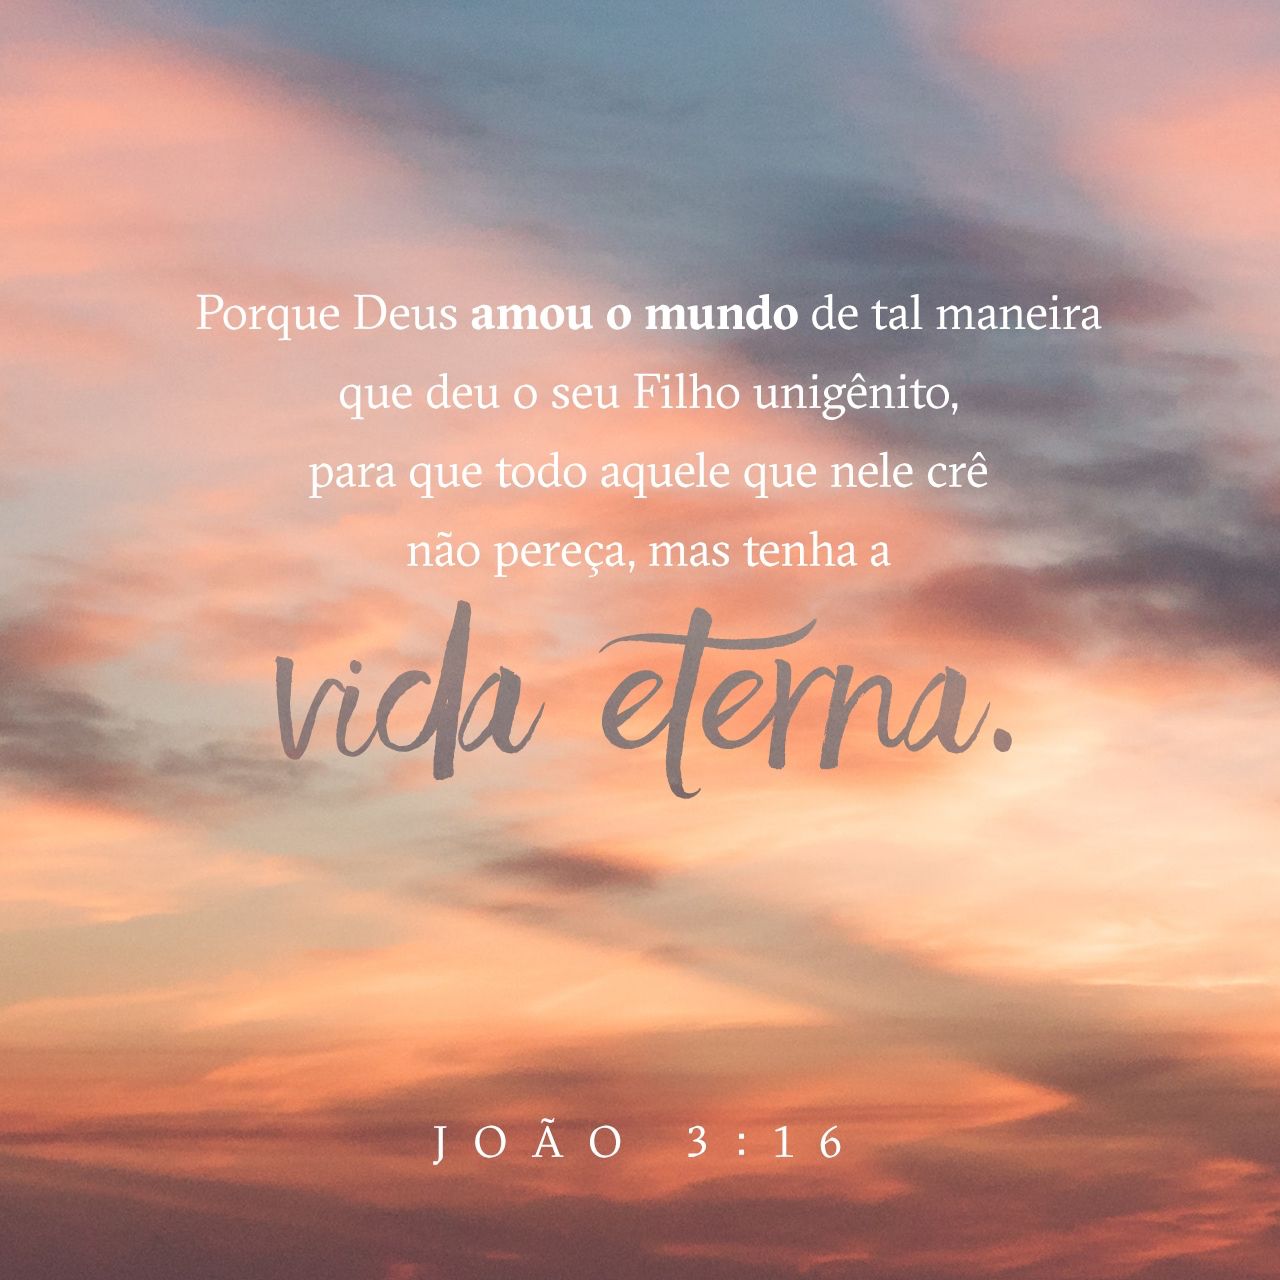 Porque Deus amou o mundo de tal maneira
que deu o seu Filho unigênito,
para que todo aquele que nele crê
não pereça, mas tenha a
vida eterna.
JOÃO 3:16